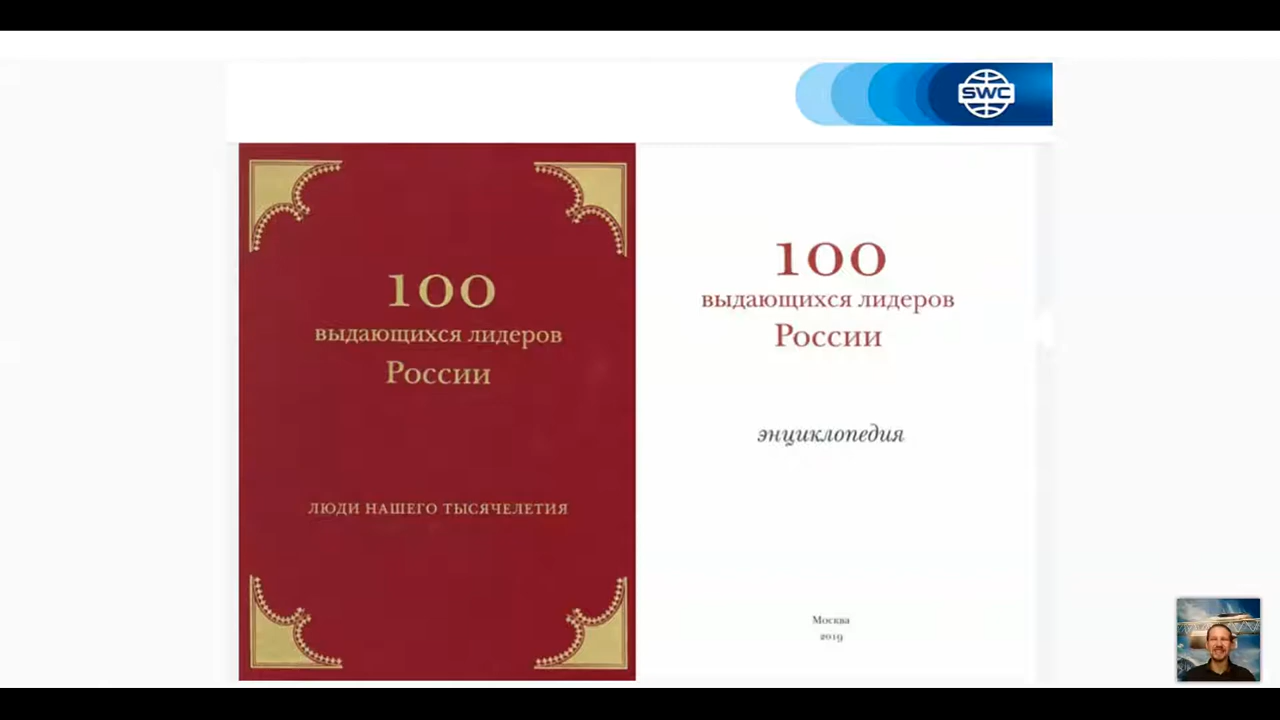 SWC
100
выдающихся лидеров
России
ЛЮДИ НАШЕГО ТЫСЯЧЕЛЕТИЯ
100
выдающихся лидеров
России
энциклопедия
Москва
2019